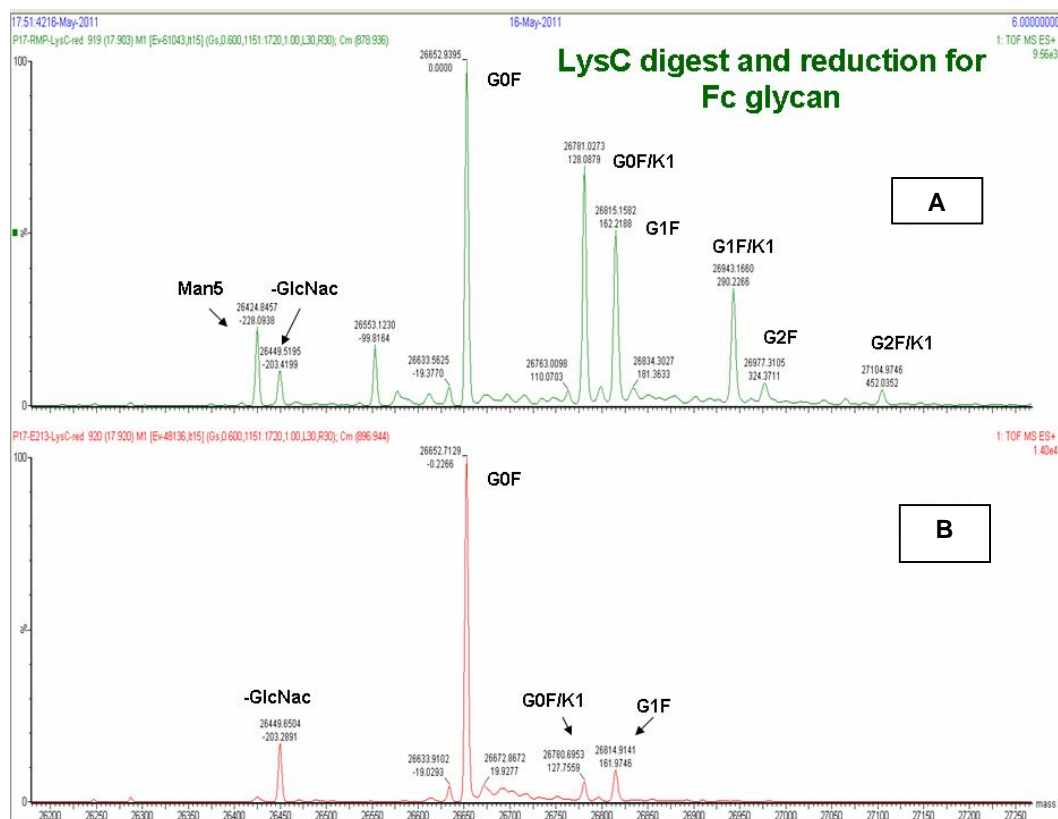 17.51.4216-May-2011
16-May-2011
6.00000000
P17-RMP-LysC-red 919 (17.903) M1 [Ev-61043,It15] (Gs,0.600,1151:1720,1.00,L30,R30); Cm (878:936)
1: TOF MS ES+
9.56e3
LysC digest and reduction for
Fc glycan
100
%
0
26652.9395
0.0000
G0F
26781.0273
128.0879
G0F/K1
A
26815.1582
162.2188
G1F
G1F/K1
26943.1660
290.2266
Man5
-GlcNac
26424.8457
-228.0938
26449.5195
-203.4199
26553.1230
-99.8164
26633.5625
-19.3770
26763.0098
110.0703
26834.3027
181.3633
G2F
26977.3105
324.3711
G2F/K1
27104.9746
452.0352
P17-E213-LysC-red 920 (17.920) M1 [Ev-48136,It15] (Gs,0.600,1151:1720,1.00,L30,R30); Cm (896:944)
1: TOF MS ES+
1.40e4
100
%
0
26652.7129
-0.2266
G0F
B
-GlcNac
26449.6504
-203.2891
26633.9102
-19.0293
26672.8672
19.9277
G0F/K1
26780.6953
127.7559
G1F
26814.9141
161.9746
mass
26200 26250 26300 26350 26400 26450 26500 26550 26600 26650 26700 26750 26800 26850 26900 26950 27000 27050 27100 27150 27200 27250